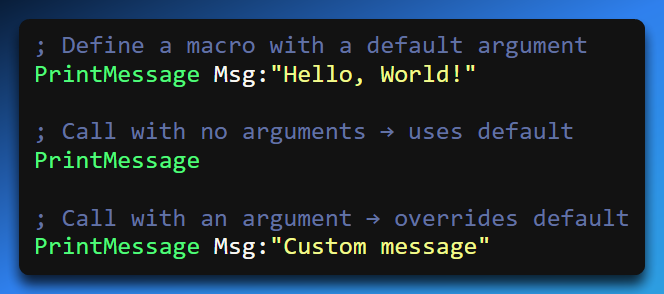 ; Define a macro with a default argument
PrintMessage Msg:"Hello, World!"
; Call with no arguments → uses default
PrintMessage
; Call with an argument → overrides default
PrintMessage Msg:"Custom message"